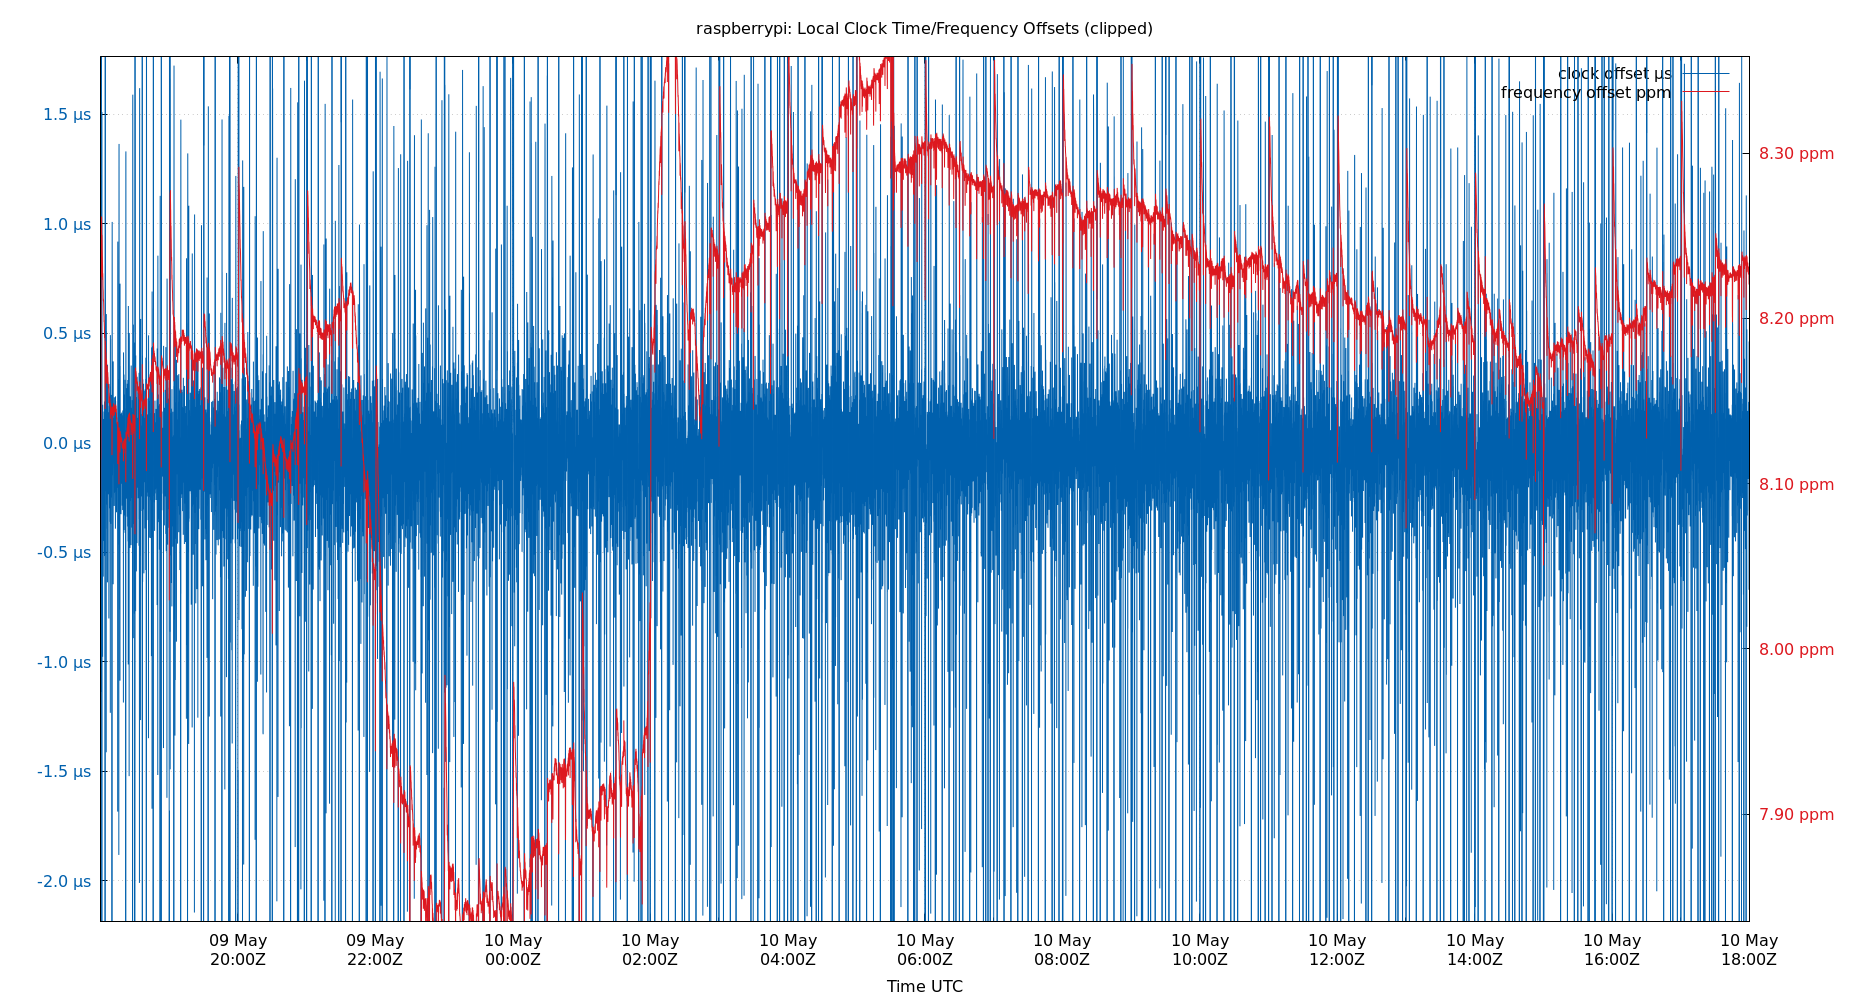 raspberrypi: Local Clock Time/Frequency Offsets (clipped)
clock offset µs
frequency offset ppm
1.5 µs
1.0 µs
0.5 µs
0.0 µs
-0.5 µs
-1.0 µs
-1.5 µs
-2.0 µs
8.30 ppm
8.20 ppm
8.10 ppm
8.00 ppm
7.90 ppm
09 May 09 May 10 May 10 May 10 May 10 May 10 May 10 May 10 May 10 May 10 May 10 May
20:00Z 22:00Z 00:00Z 02:00Z 04:00Z 06:00Z 08:00Z 10:00Z 12:00Z 14:00Z 16:00Z 18:00Z
Time UTC